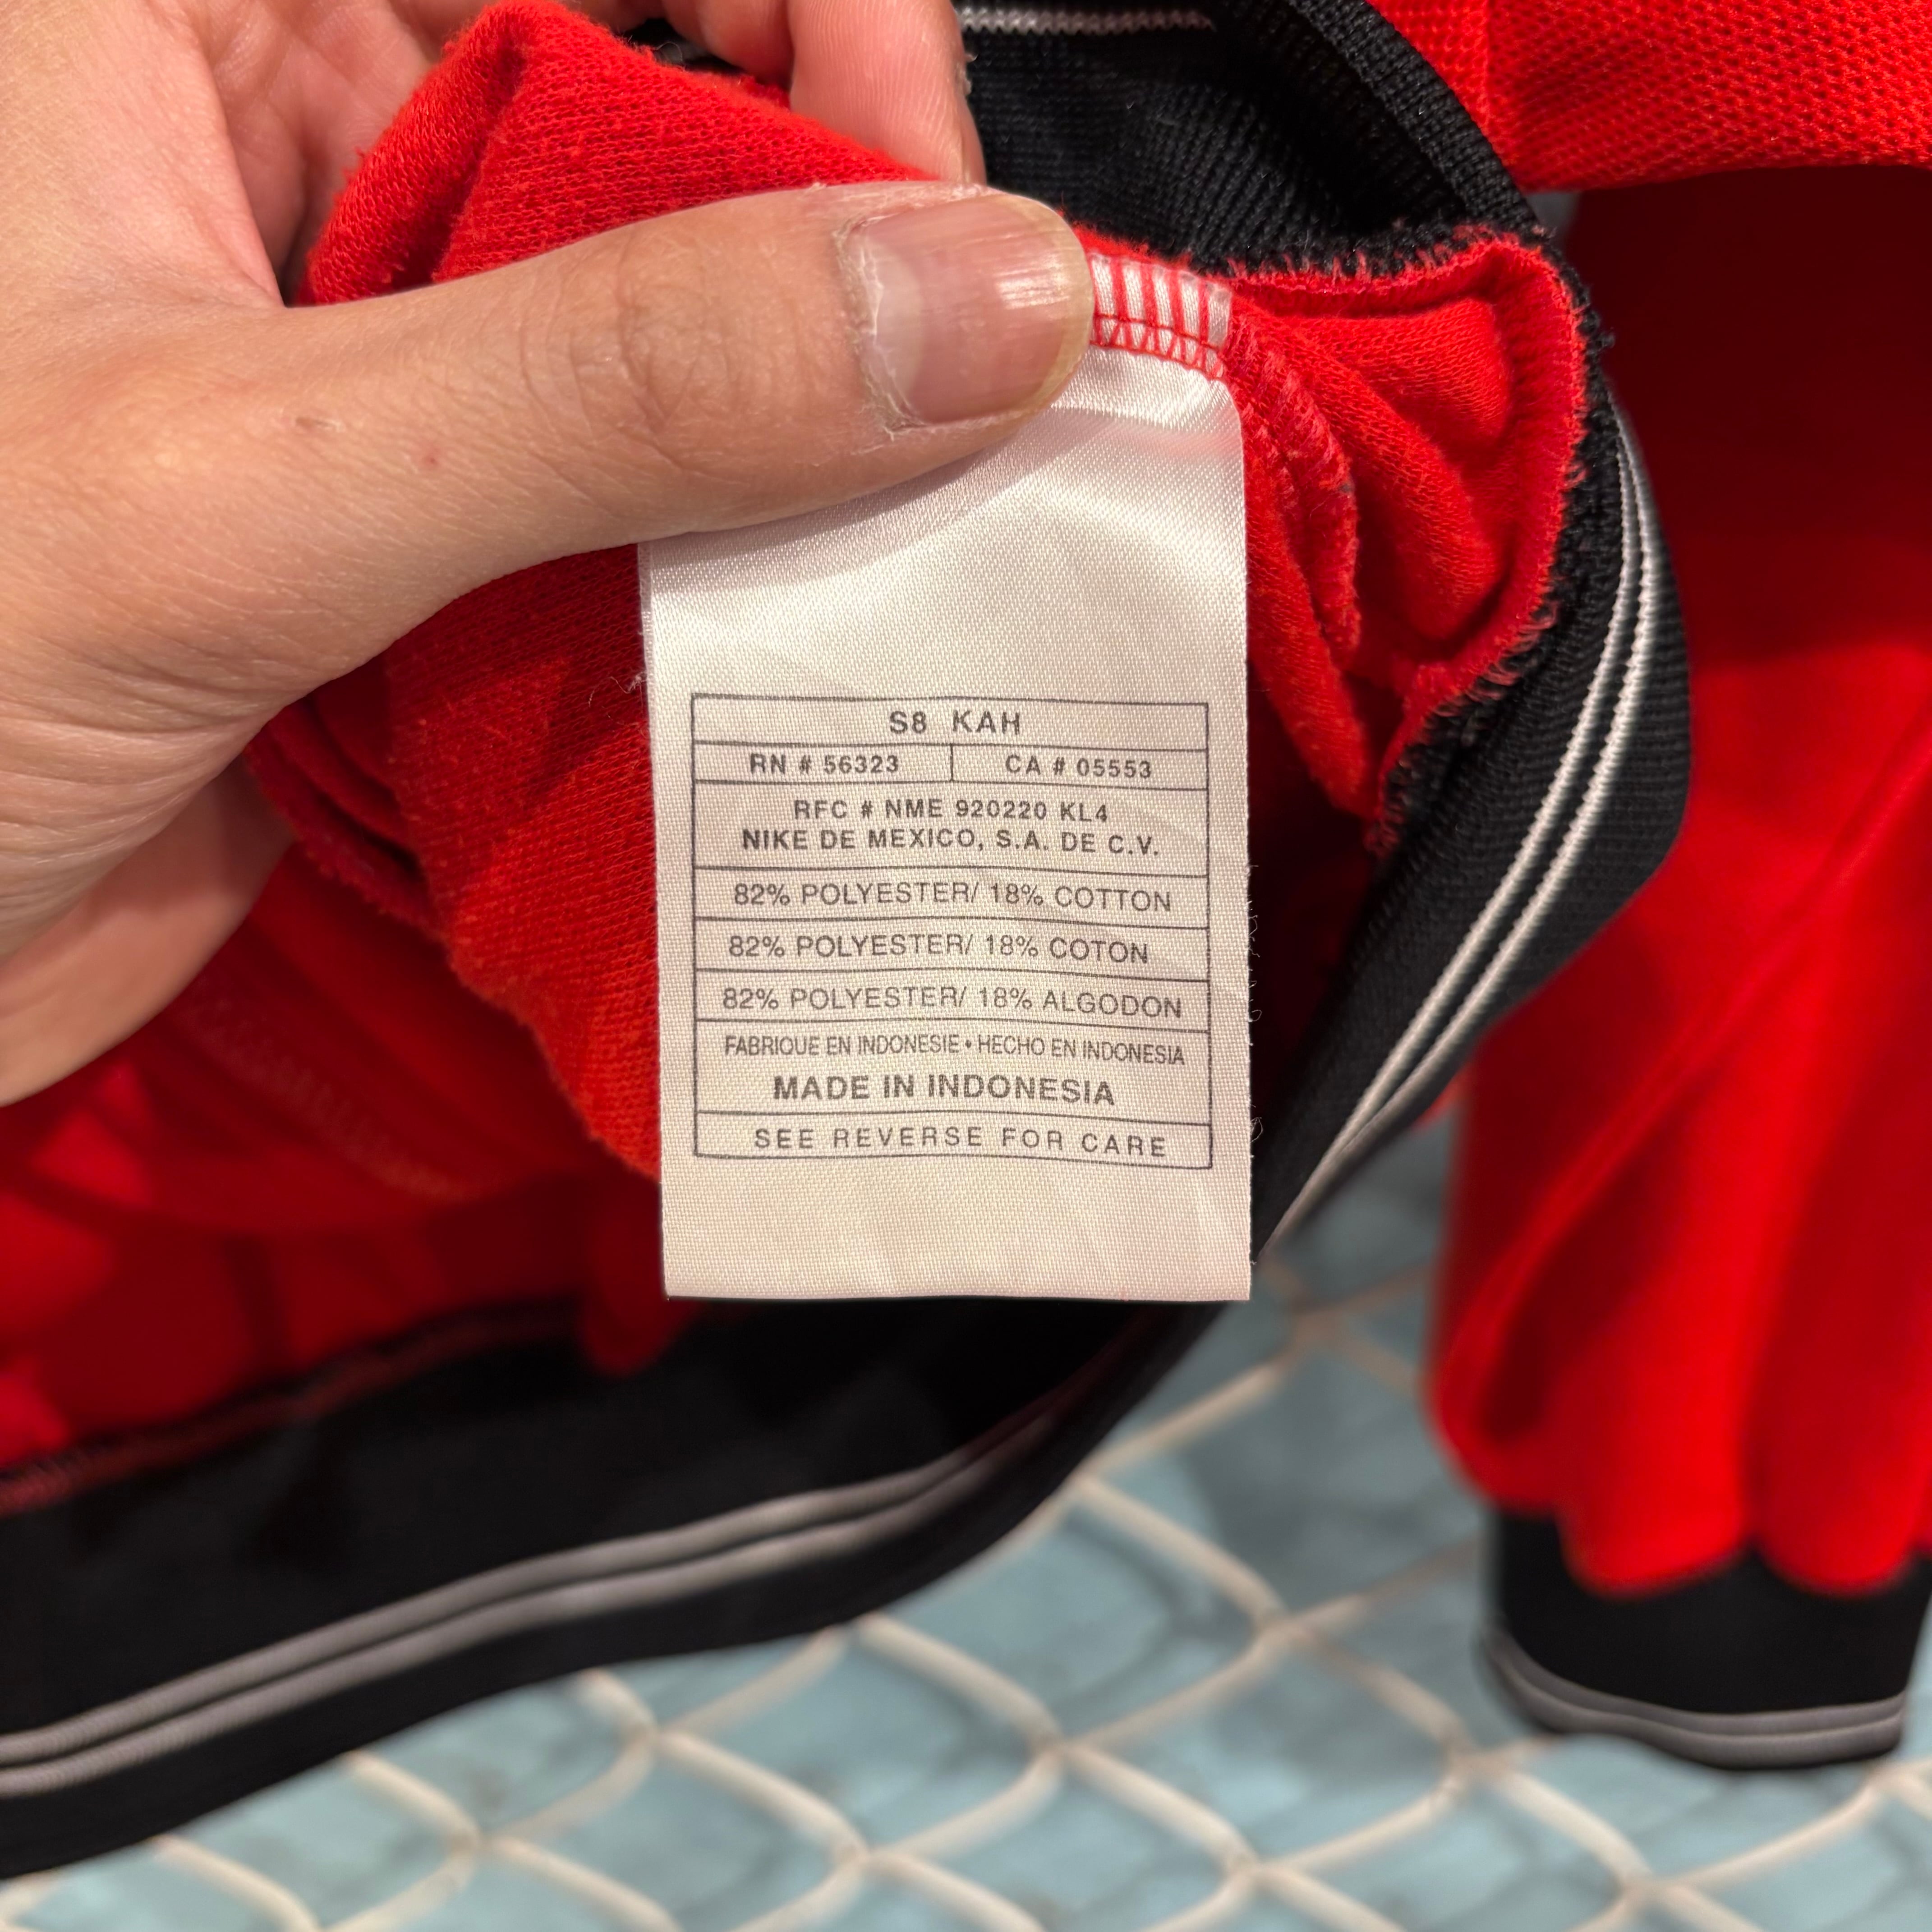 S8 KAH
RN # 56323 CA # 05553
RFC # NME 920220 KL4
NIKE DE MEXICO, S.A. DE C.V.
82% POLYESTER/ 18% COTTON
82% POLYESTER/ 18% COTON
82% POLYESTER/ 18% ALGODON
FABRIQUE EN INDONESIE • HECHO EN INDONESIA
MADE IN INDONESIA
SEE REVERSE FOR CARE